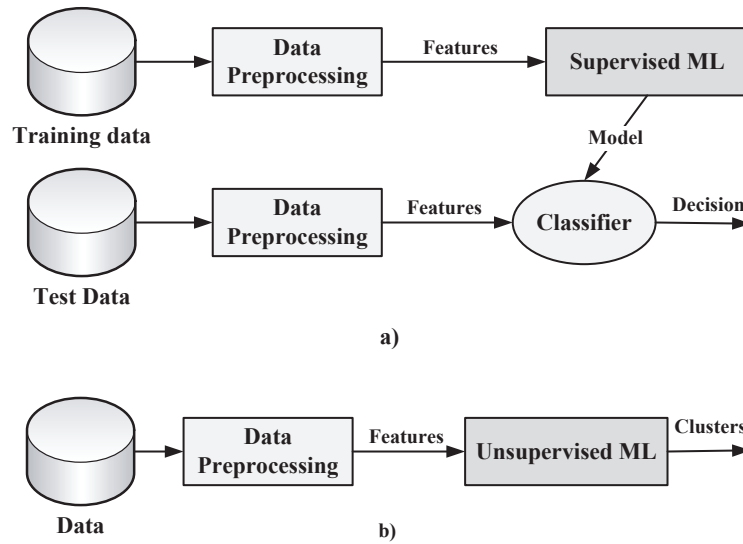 Data
Preprocessing
Features
Supervised ML
Training data
Model
Data
Preprocessing
Features
Classifier
Decision
Test Data
a)
Data
Preprocessing
Features
Unsupervised ML
Clusters
Data
b)